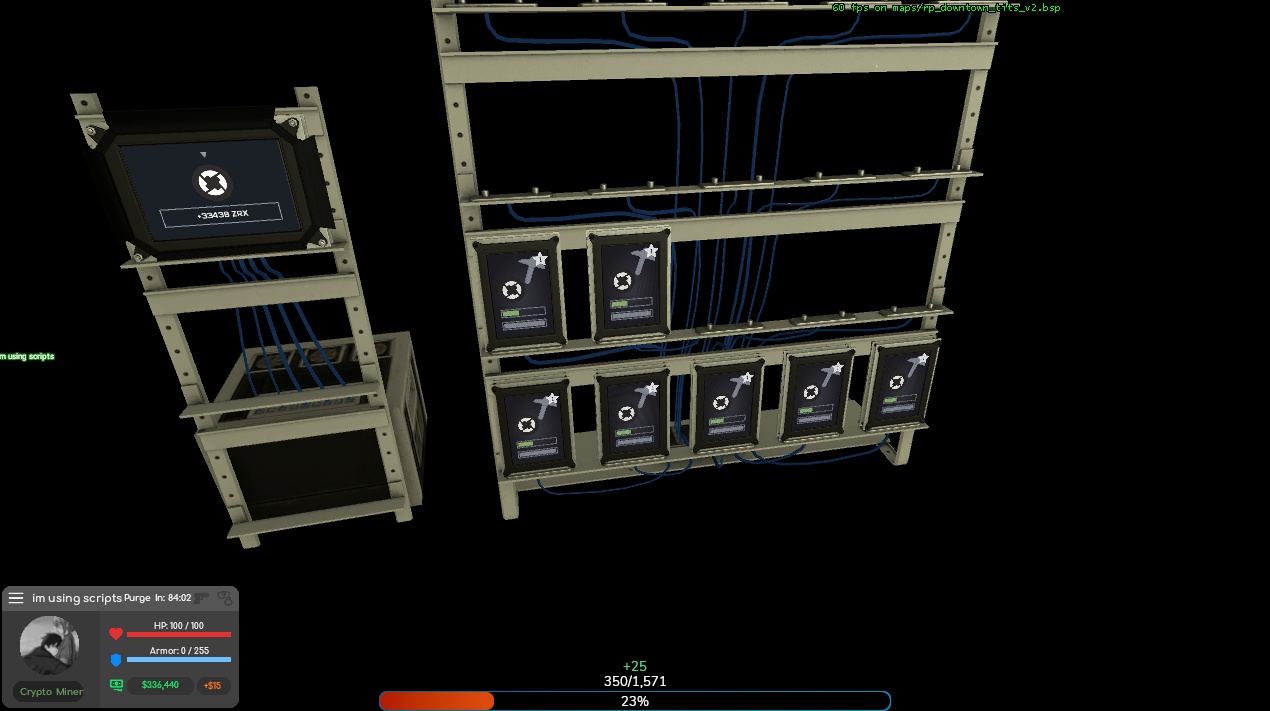 60 fps on maps/rp_downtown_tits_v2.bsp
+33438 ZRX
m using scripts
im using scripts
Purge In: 84:02
HP: 100 / 100
Armor: 0 / 255
Crypto Miner
$336,440
+$15
+25
350/1,571
23%